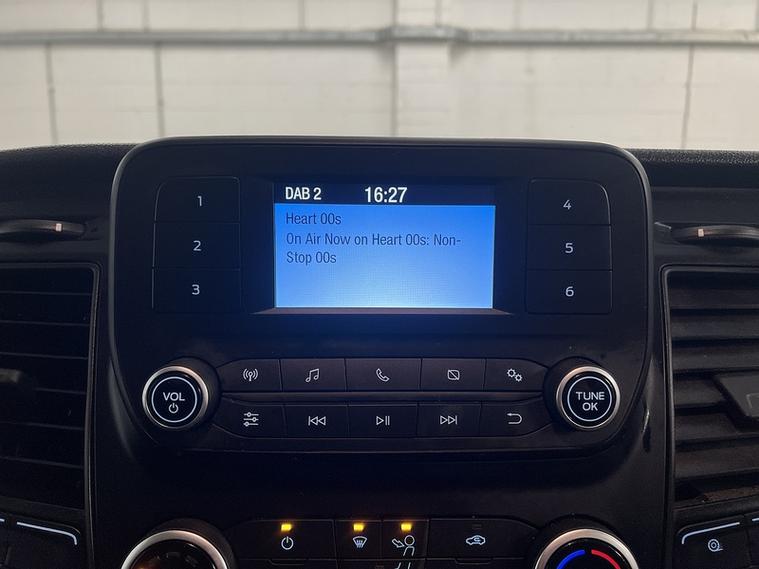 DAB 2 16:27
Heart 00s
On Air Now on Heart 00s: Non-
Stop 00s
1
2
3
4
5
6
VOL
TUNE
OK